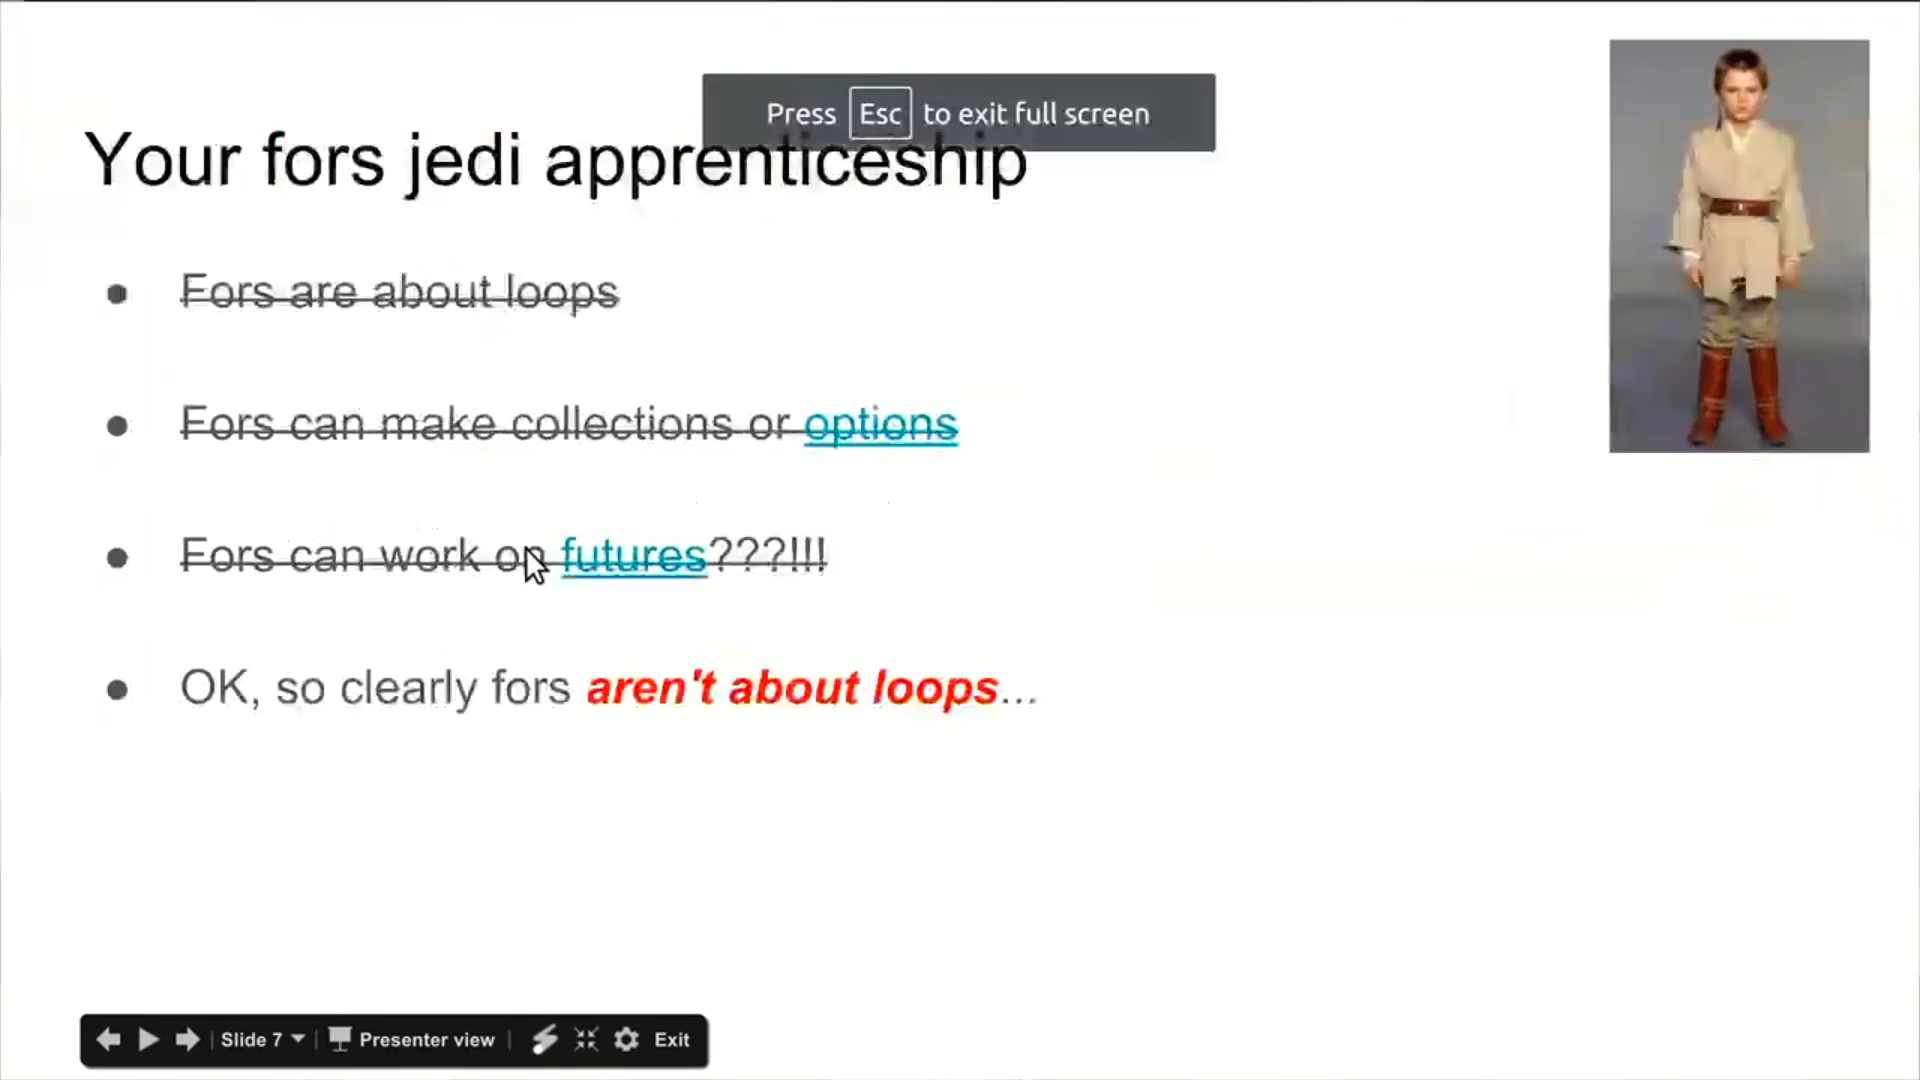 Press Esc to exit full screen
Your fors jedi apprenticeship
Fors are about loops
Fors can make collections or options
Fors can work on futures???!!!
OK, so clearly fors aren't about loops...
Slide 7 Presenter view Exit